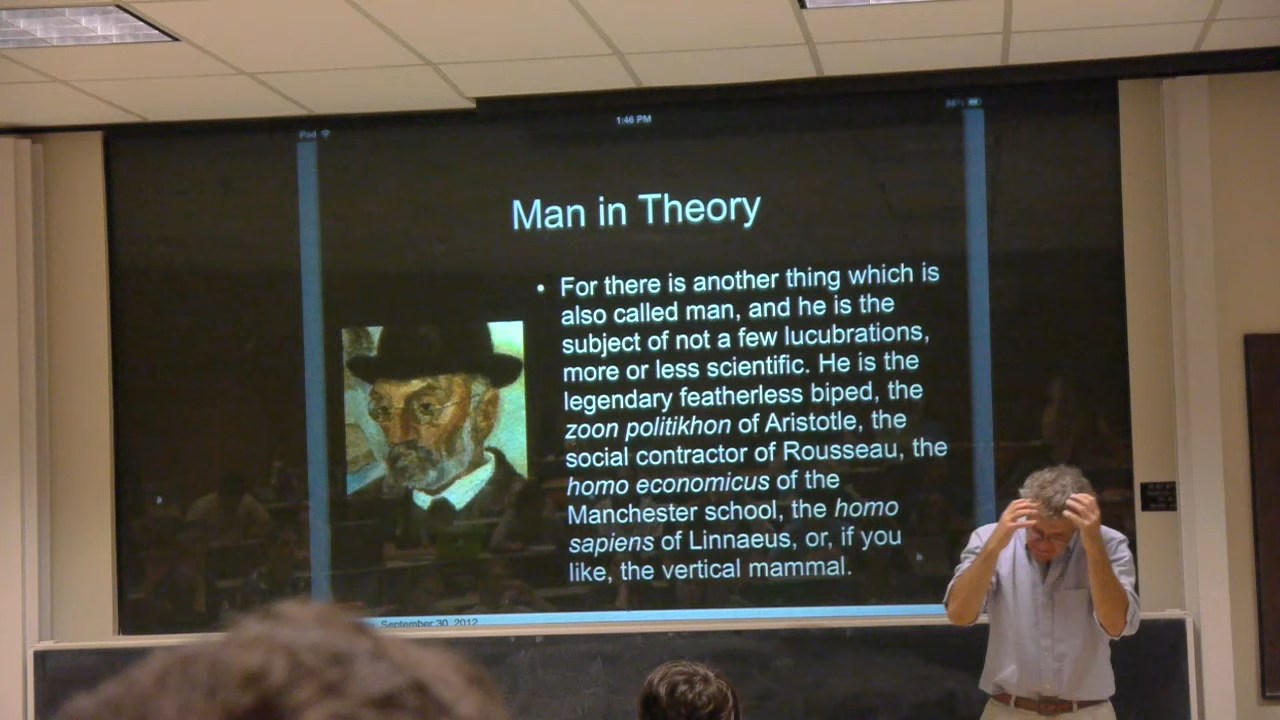 iPod
1:46 PM
Man in Theory
• For there is another thing which is
also called man, and he is the
subject of not a few lucubrations,
more or less scientific. He is the
legendary featherless biped, the
zoon politikhon of Aristotle, the
social contractor of Rousseau, the
homo economicus of the
Manchester school, the homo
sapiens of Linnaeus, or, if you
like, the vertical mammal.
September 30, 2012